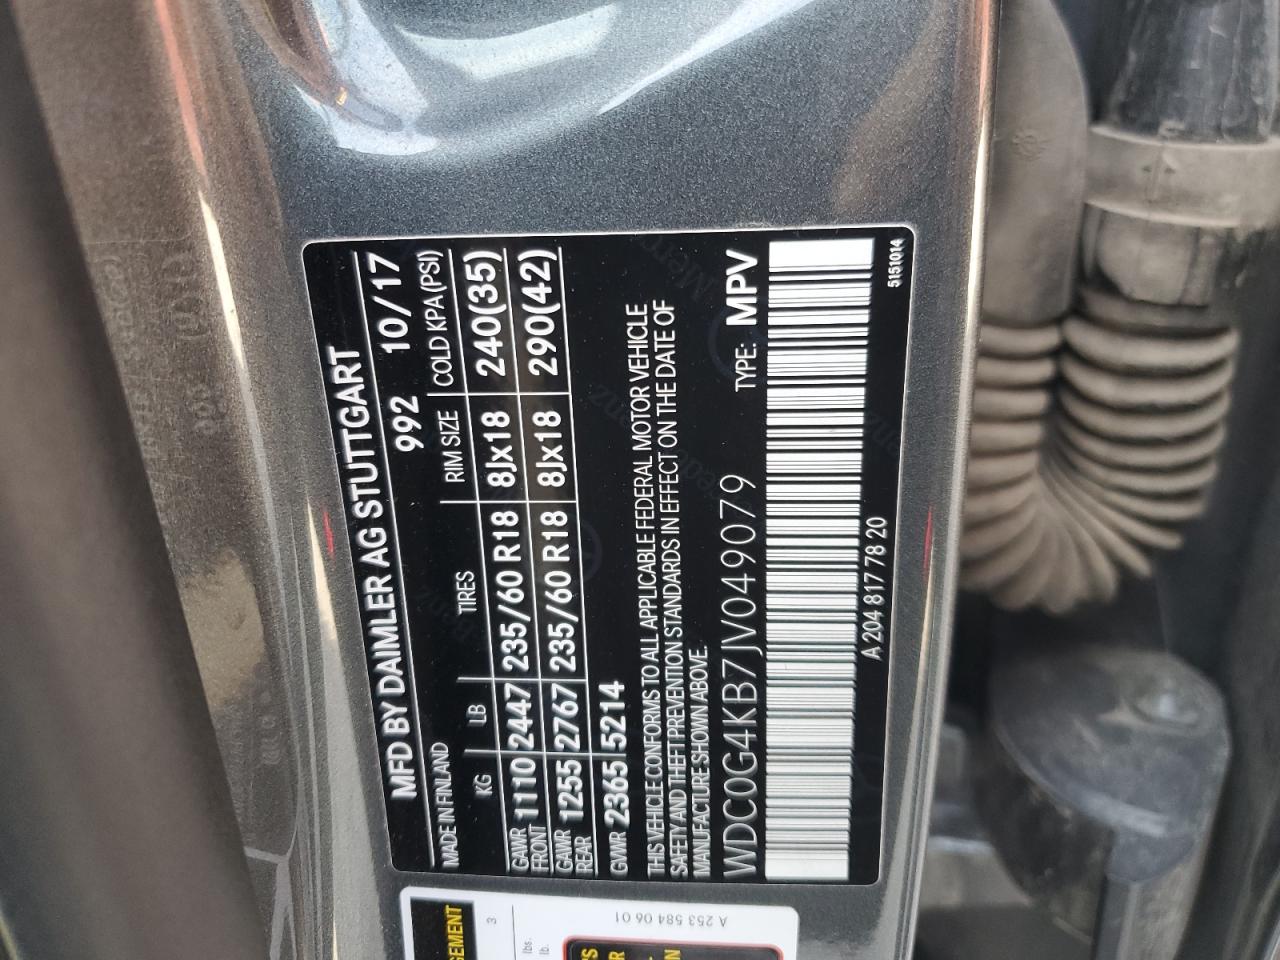 MFD BY DAIMLER AG STUTTGART
MADE IN FINLAND 992 10/17
KG LB TIRES RIM SIZE COLD KPA (PSI)
GAWR FRONT 1110 2447 235/60 R18 8Jx18 240(35)
GAWR REAR 1255 2767 235/60 R18 8Jx18 290(42)
GVWR 2365 5214
THIS VEHICLE CONFORMS TO ALL APPLICABLE FEDERAL MOTOR VEHICLE
SAFETY AND THEFT PREVENTION STANDARDS IN EFFECT ON THE DATE OF
MANUFACTURE SHOWN ABOVE.
WDC0G4KB7JV049079 TYPE: MPV
A 204 817 78 20 5151014
GEMENT
3
lbs.
lb.
A 253 584 06 01